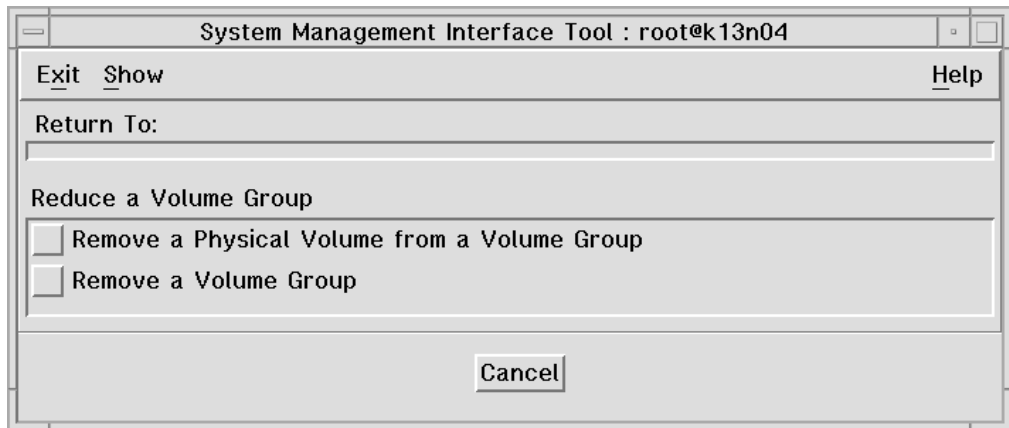 System Management Interface Tool : root@k13n04
Exit Show Help
Return To:
Reduce a Volume Group
Remove a Physical Volume from a Volume Group
Remove a Volume Group
Cancel